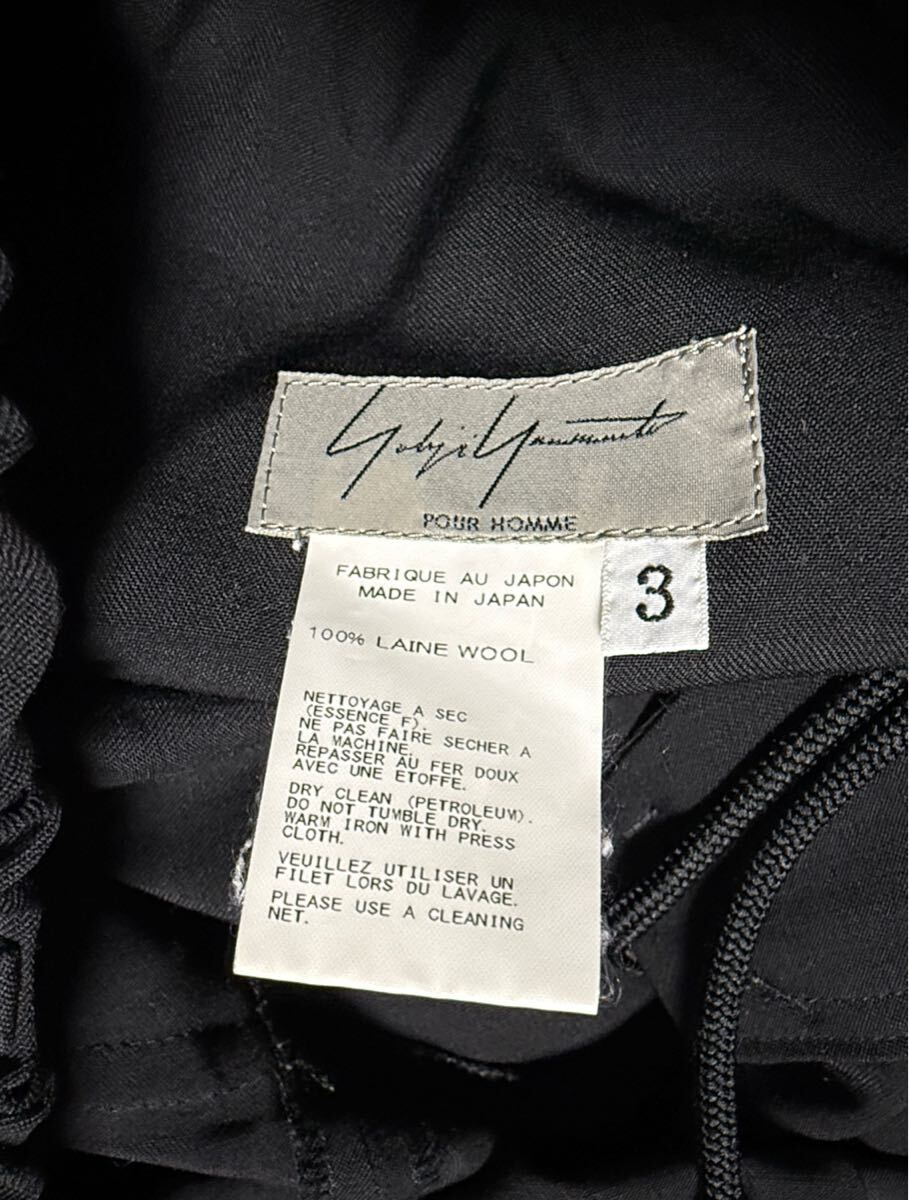 Yohji Yamamoto
POUR HOMME
FABRIQUE AU JAPON
MADE IN JAPAN
3
100% LAINE WOOL
NETTOYAGE A SEC
(ESSENCE F).
NE PAS FAIRE SECHER A
LA MACHINE.
REPASSER AU FER DOUX
AVEC UNE ETOFFE.
DRY CLEAN (PETROLEUM).
DO NOT TUMBLE DRY.
WARM IRON WITH PRESS
CLOTH.
VEUILLEZ UTILISER UN
FILET LORS DU LAVAGE.
PLEASE USE A CLEANING
NET.